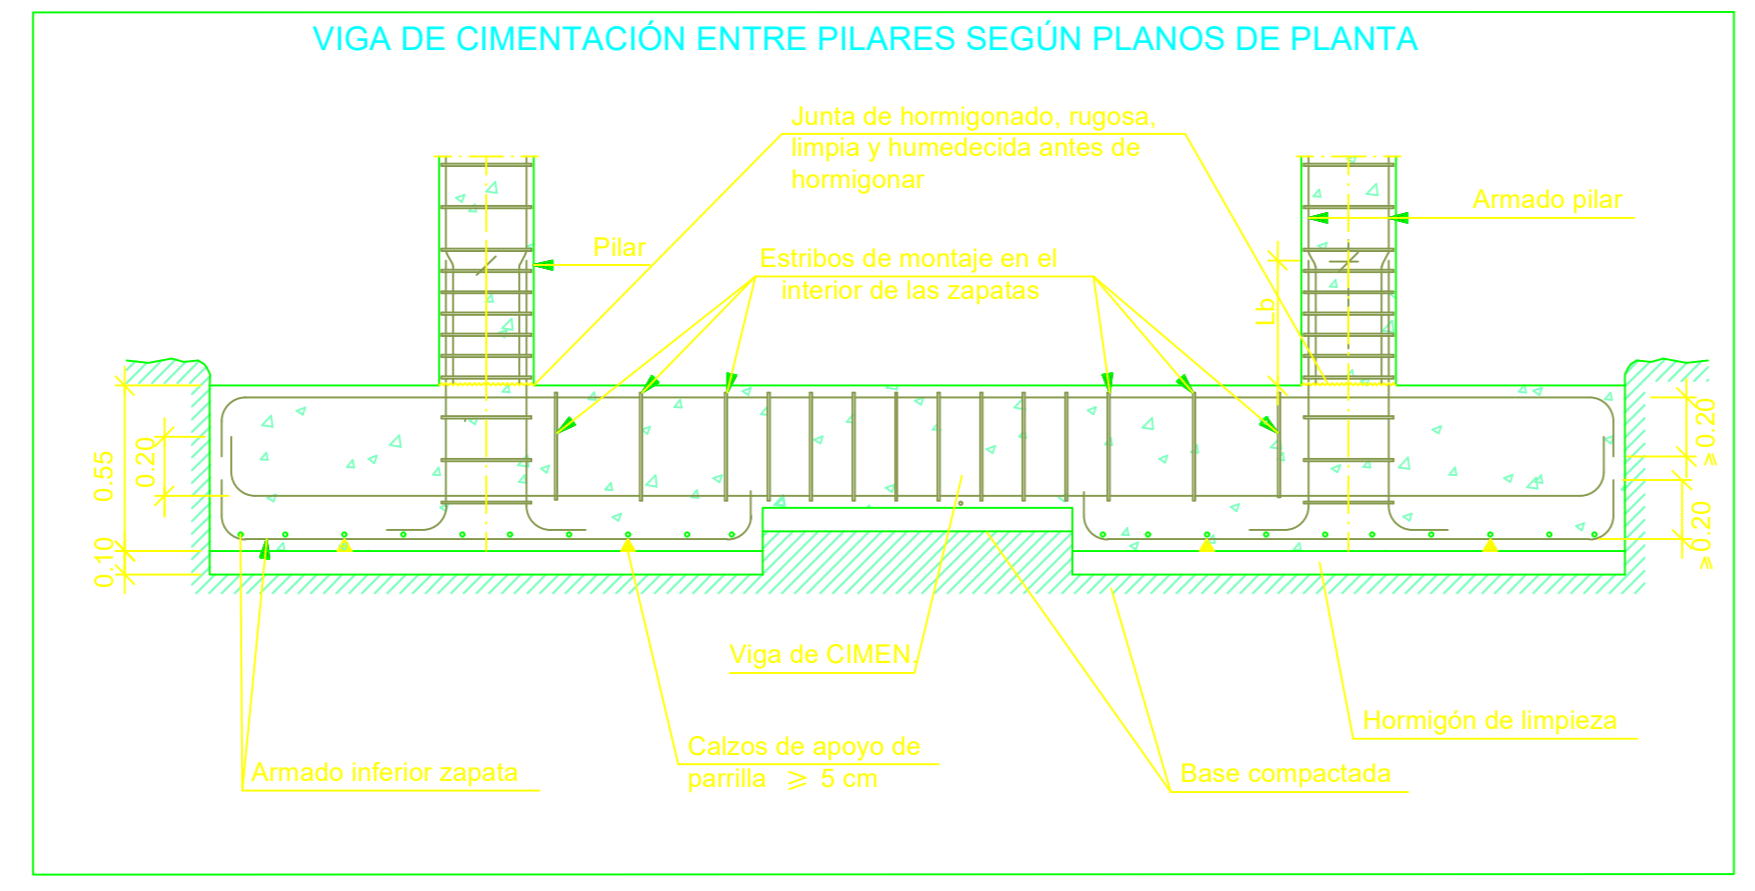 VIGA DE CIMENTACIÓN ENTRE PILARES SEGÚN PLANOS DE PLANTA
Junta de hormigonado, rugosa,
limpia y humedecida antes de
hormigonar
Armado pilar
Pilar
Estribos de montaje en el
interior de las zapatas
Lb
0.55
0.20
0.10
≥ 0.20
≥ 0.20
Viga de CIMEN.
Hormigón de limpieza
Calzos de apoyo de
parrilla ≥ 5 cm
Armado inferior zapata
Base compactada